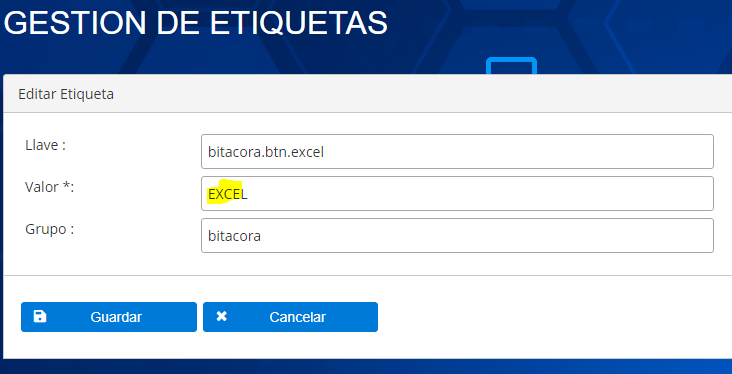 GESTION DE ETIQUETAS
Editar Etiqueta
Llave : bitacora.btn.excel
Valor *: EXCEL
Grupo : bitacora
Guardar Cancelar